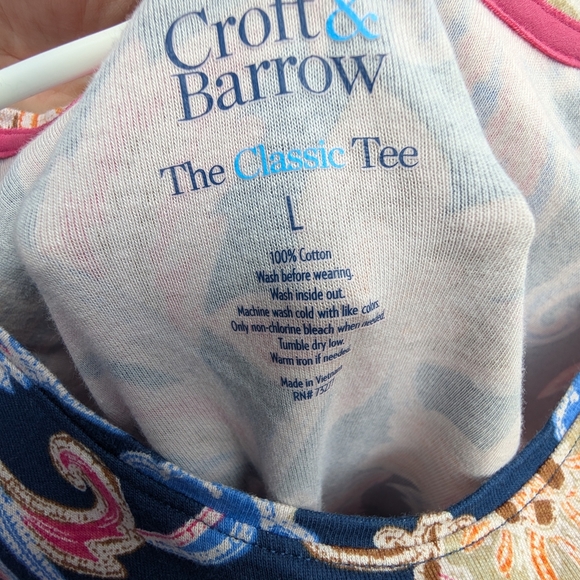 Croft &
Barrow
The Classic Tee
L
100% Cotton
Wash before wearing.
Wash inside out.
Machine wash cold with like colors
Only non-chlorine bleach when needed.
Tumble dry low.
Warm iron if needed
Made in Vietnam
RN#